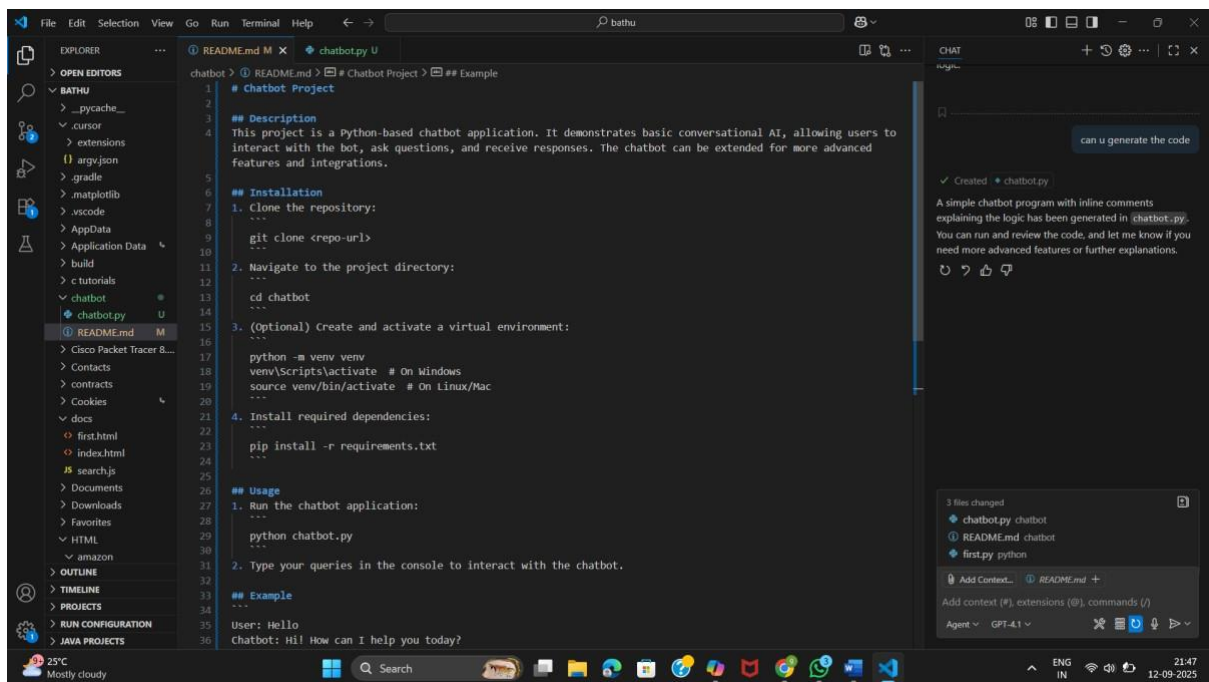 File Edit Selection View Go Run Terminal Help
bathu
EXPLORER
OPEN EDITORS
BATHU
__pycache__
.cursor
extensions
argv.json
.gradle
.matplotlib
.vscode
AppData
Application Data
build
c tutorials
chatbot
chatbot.py U
README.md M
Cisco Packet Tracer 8....
Contacts
contracts
Cookies
docs
first.html
index.html
search.js
Documents
Downloads
Favorites
HTML
amazon
OUTLINE
TIMELINE
PROJECTS
RUN CONFIGURATION
JAVA PROJECTS
README.md M
chatbot.py U
chatbot > README.md > # Chatbot Project > ## Example
1 # Chatbot Project
2
3 ## Description
4 This project is a Python-based chatbot application. It demonstrates basic conversational AI, allowing users to
interact with the bot, ask questions, and receive responses. The chatbot can be extended for more advanced
features and integrations.
5
6 ## Installation
7 1. Clone the repository:
8 ```
9 git clone <repo-url>
10 ```
11 2. Navigate to the project directory:
12 ```
13 cd chatbot
14 ```
15 3. (Optional) Create and activate a virtual environment:
16 ```
17 python -m venv venv
18 venv\Scripts\activate # On Windows
19 source venv/bin/activate # On Linux/Mac
20 ```
21 4. Install required dependencies:
22 ```
23 pip install -r requirements.txt
24 ```
25
26 ## Usage
27 1. Run the chatbot application:
28 ```
29 python chatbot.py
30 ```
31 2. Type your queries in the console to interact with the chatbot.
32
33 ## Example
34 ```
35 User: Hello
36 Chatbot: Hi! How can I help you today?
CHAT
logic.
can u generate the code
Created chatbot.py
A simple chatbot program with inline comments
explaining the logic has been generated in chatbot.py.
You can run and review the code, and let me know if you
need more advanced features or further explanations.
3 files changed
chatbot.py chatbot
README.md chatbot
first.py python
Add Context... README.md +
Add context (#), extensions (@), commands (/)
Agent GPT-4.1
25°C
Mostly cloudy
Search
ENG
IN
21:47
12-09-2025